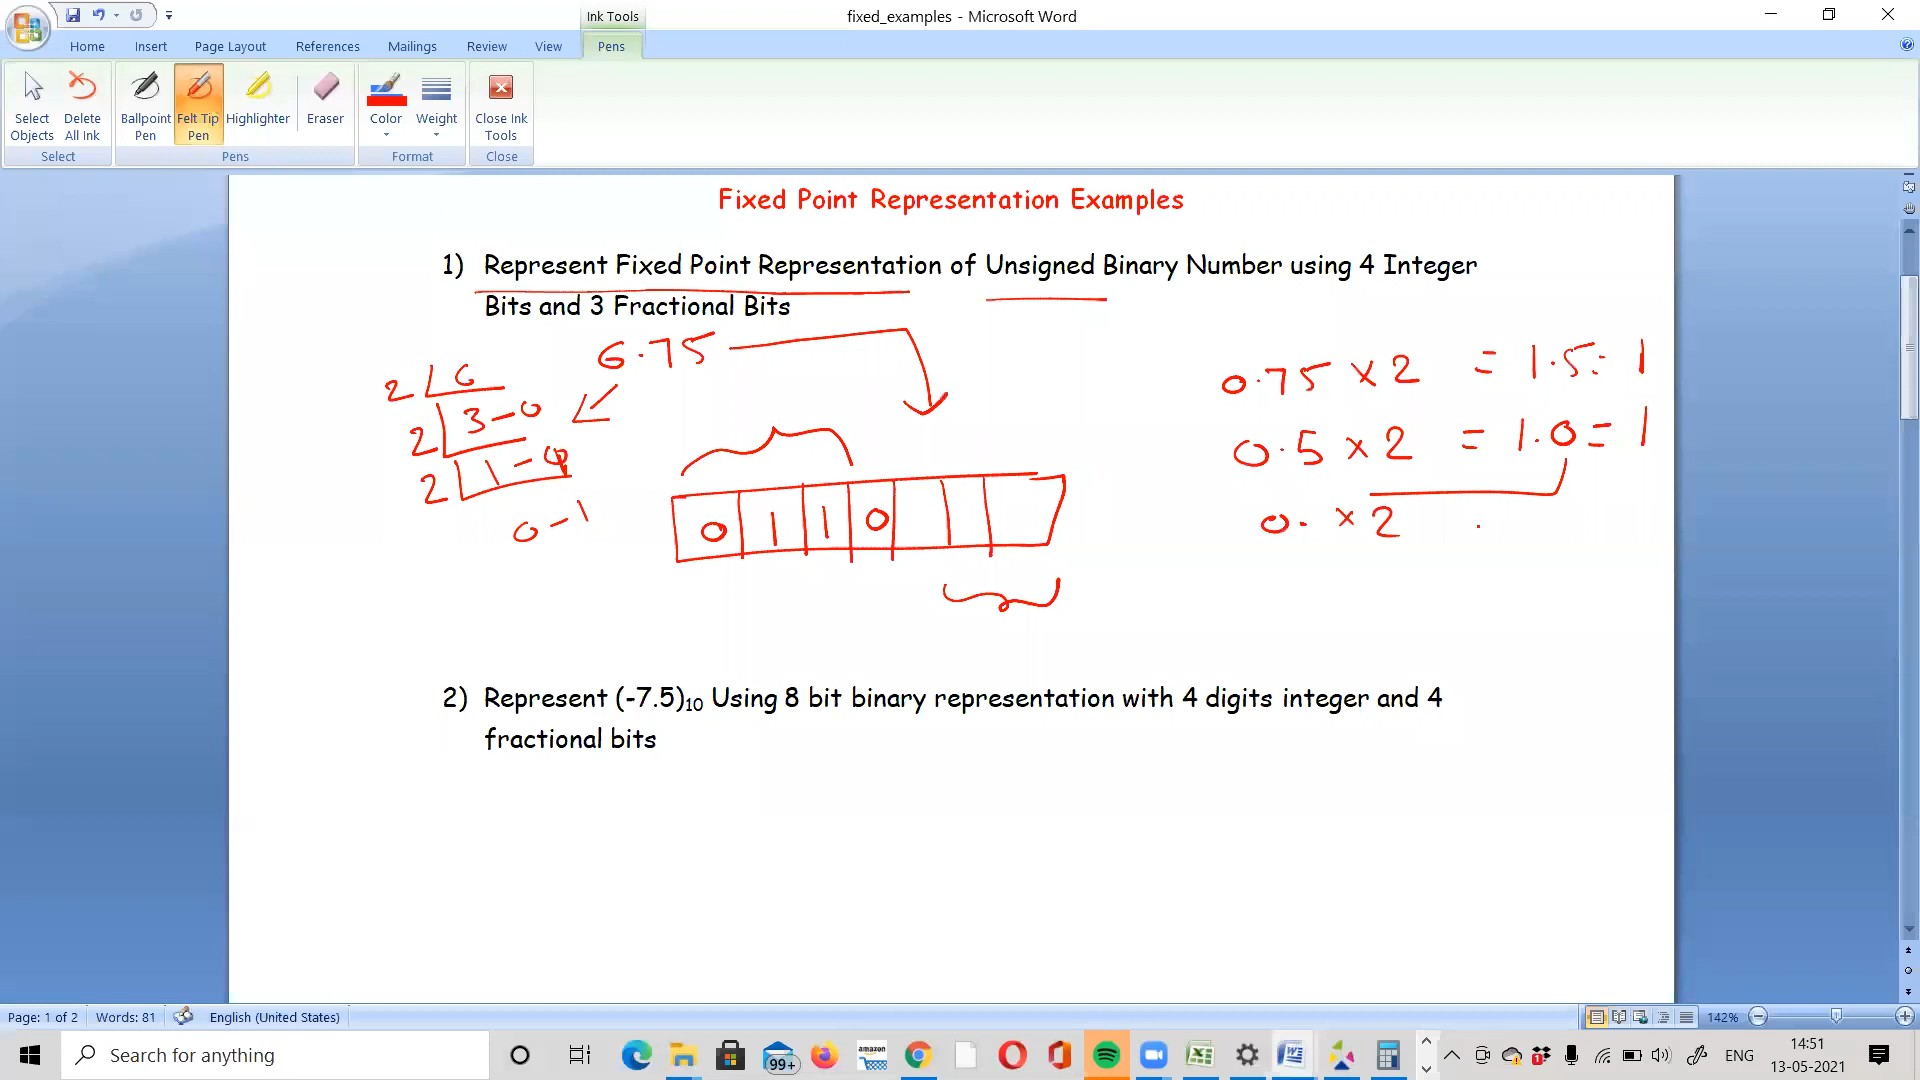 Ink Tools
fixed_examples - Microsoft Word
Home Insert Page Layout References Mailings Review View Pens
Select Objects Delete All Ink Ballpoint Pen Felt Tip Pen Highlighter Eraser Color Weight Close Ink Tools
Select Pens Format Close
Fixed Point Representation Examples
1) Represent Fixed Point Representation of Unsigned Binary Number using 4 Integer
Bits and 3 Fractional Bits
6.75
2 6
2 3-0
2 1-
0-1
0 1 1 0
0.75 × 2 = 1.5 = 1
0.5 × 2 = 1.0 = 1
0. × 2
2) Represent (-7.5)10 Using 8 bit binary representation with 4 digits integer and 4
fractional bits
Page: 1 of 2 Words: 81 English (United States) 142%
Search for anything
99+
amazon
ENG
14:51
13-05-2021